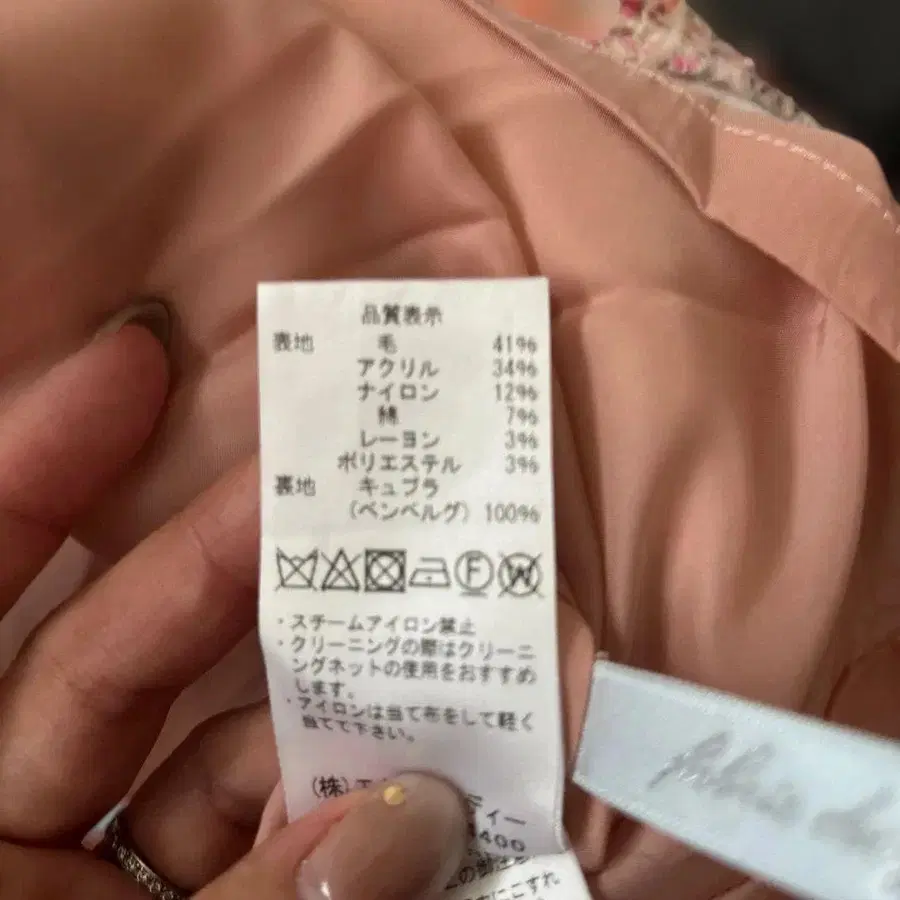 品質表示
表地 毛 41%
アクリル 34%
ナイロン 12%
綿 7%
レーヨン 3%
ポリエステル 3%
裏地 キュプラ
(ベンベルグ) 100%
F W
・スチームアイロン禁止
・クリーニングの際はクリーニ
ングネットの使用をおすすめ
します。
・アイロンは当て布をして軽く
当てて下さい。
(株)エ
ィー
400